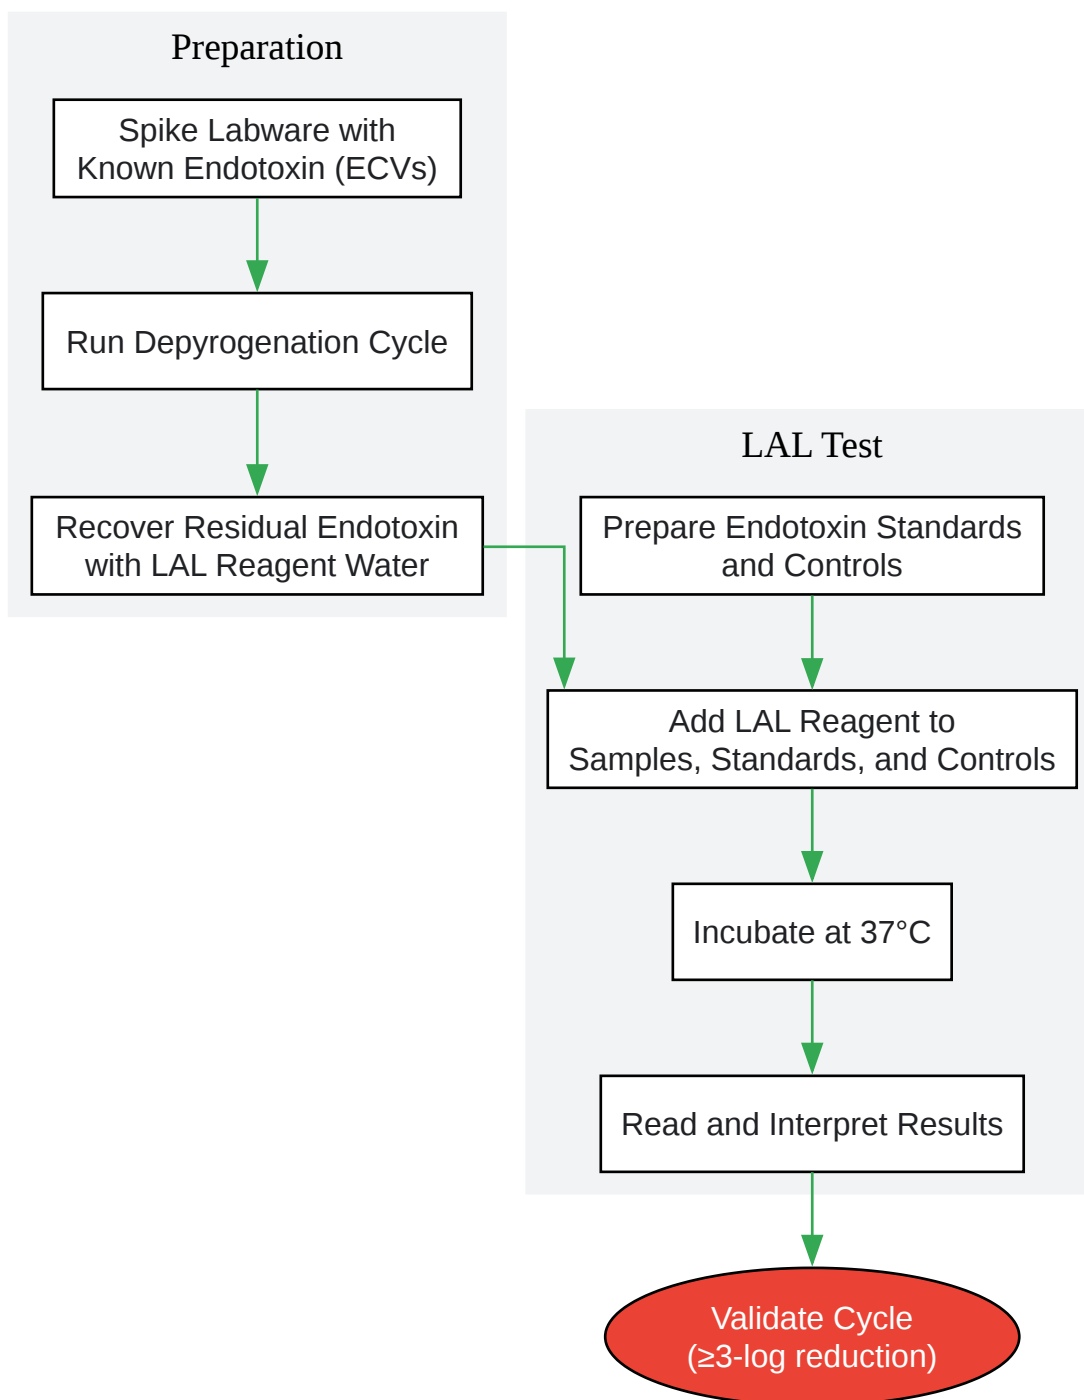 Preparation
Spike Labware with
Known Endotoxin (ECVs)
Run Depyrogenation Cycle
Recover Residual Endotoxin
with LAL Reagent Water
LAL Test
Prepare Endotoxin Standards
and Controls
Add LAL Reagent to
Samples, Standards, and Controls
Incubate at 37°C
Read and Interpret Results
Validate Cycle
(≥3-log reduction)